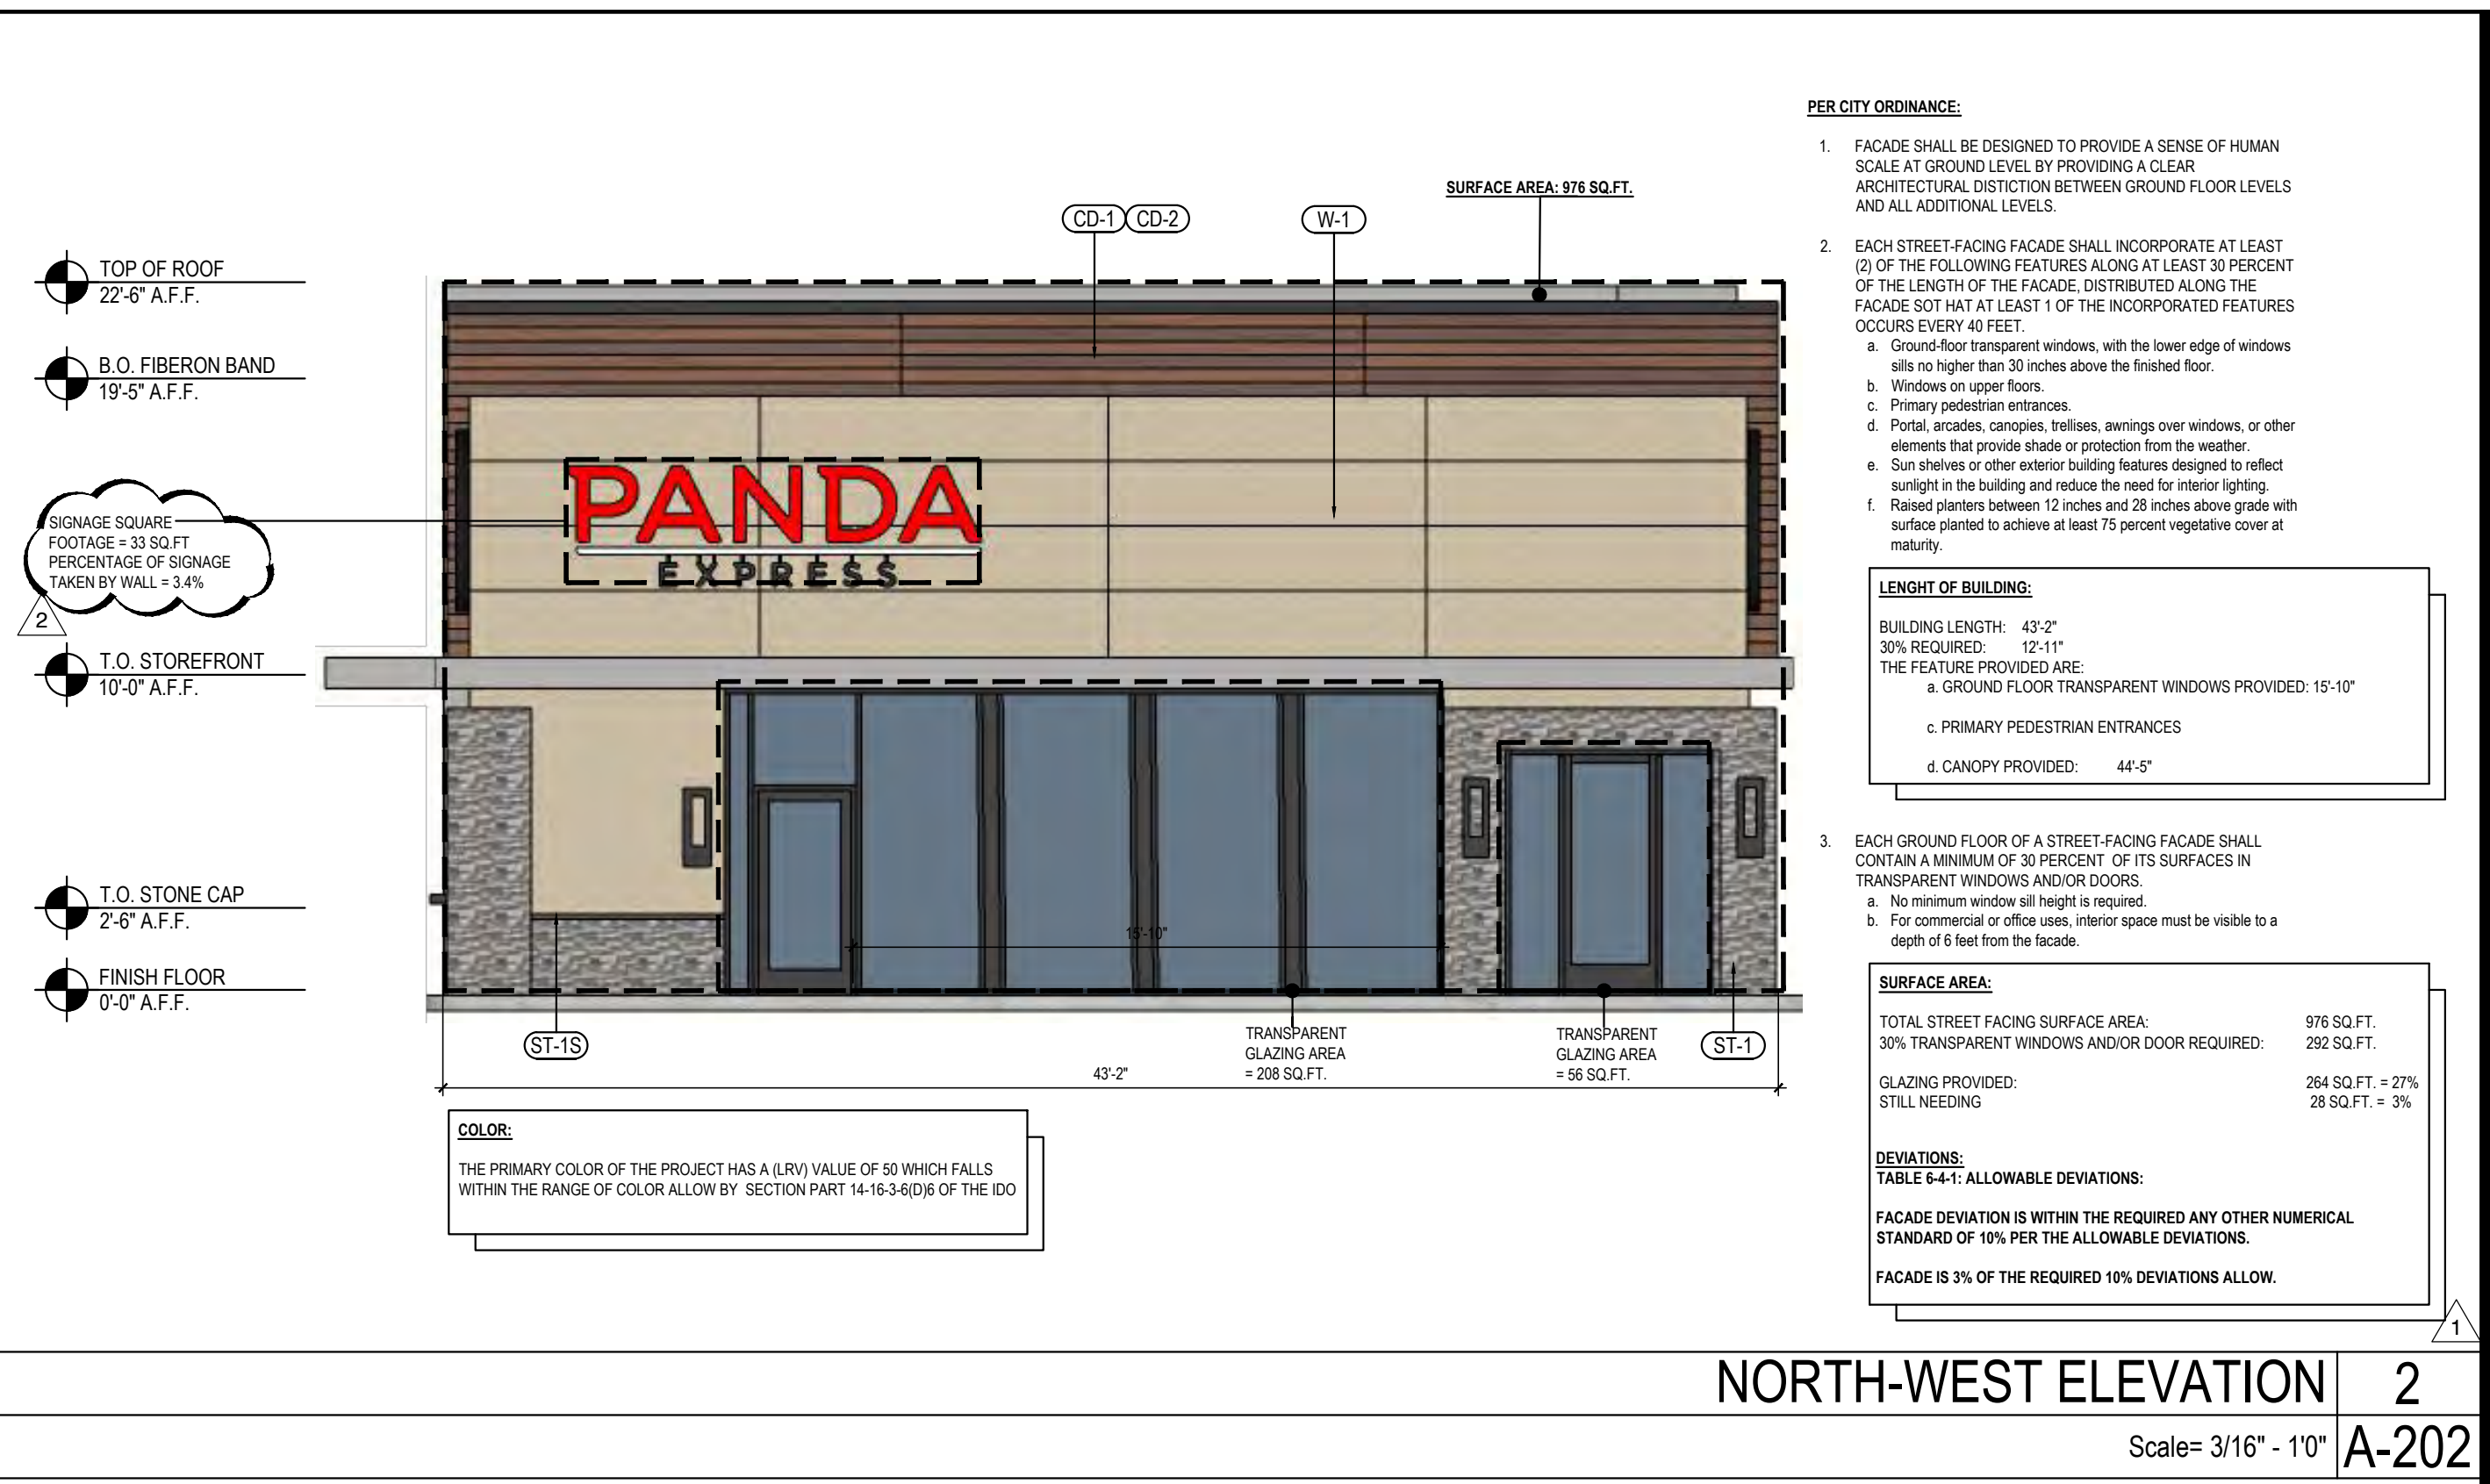 TOP OF ROOF
22'-6" A.F.F.
B.O. FIBERON BAND
19'-5" A.F.F.
SIGNAGE SQUARE
FOOTAGE = 33 SQ.FT
PERCENTAGE OF SIGNAGE
TAKEN BY WALL = 3.4%
2
T.O. STOREFRONT
10'-0" A.F.F.
T.O. STONE CAP
2'-6" A.F.F.
FINISH FLOOR
0'-0" A.F.F.
CD-1 CD-2
W-1
SURFACE AREA: 976 SQ.FT.
PANDA
EXPRESS
15'-10"
ST-1S
TRANSPARENT
GLAZING AREA
= 208 SQ.FT.
TRANSPARENT
GLAZING AREA
= 56 SQ.FT.
ST-1
43'-2"
COLOR:
THE PRIMARY COLOR OF THE PROJECT HAS A (LRV) VALUE OF 50 WHICH FALLS
WITHIN THE RANGE OF COLOR ALLOW BY SECTION PART 14-16-3-6(D)6 OF THE IDO
PER CITY ORDINANCE:
1. FACADE SHALL BE DESIGNED TO PROVIDE A SENSE OF HUMAN
SCALE AT GROUND LEVEL BY PROVIDING A CLEAR
ARCHITECTURAL DISTICTION BETWEEN GROUND FLOOR LEVELS
AND ALL ADDITIONAL LEVELS.
2. EACH STREET-FACING FACADE SHALL INCORPORATE AT LEAST
(2) OF THE FOLLOWING FEATURES ALONG AT LEAST 30 PERCENT
OF THE LENGTH OF THE FACADE, DISTRIBUTED ALONG THE
FACADE SOT HAT AT LEAST 1 OF THE INCORPORATED FEATURES
OCCURS EVERY 40 FEET.
a. Ground-floor transparent windows, with the lower edge of windows
sills no higher than 30 inches above the finished floor.
b. Windows on upper floors.
c. Primary pedestrian entrances.
d. Portal, arcades, canopies, trellises, awnings over windows, or other
elements that provide shade or protection from the weather.
e. Sun shelves or other exterior building features designed to reflect
sunlight in the building and reduce the need for interior lighting.
f. Raised planters between 12 inches and 28 inches above grade with
surface planted to achieve at least 75 percent vegetative cover at
maturity.
LENGHT OF BUILDING:
BUILDING LENGTH: 43'-2"
30% REQUIRED: 12'-11"
THE FEATURE PROVIDED ARE:
a. GROUND FLOOR TRANSPARENT WINDOWS PROVIDED: 15'-10"
c. PRIMARY PEDESTRIAN ENTRANCES
d. CANOPY PROVIDED: 44'-5"
3. EACH GROUND FLOOR OF A STREET-FACING FACADE SHALL
CONTAIN A MINIMUM OF 30 PERCENT OF ITS SURFACES IN
TRANSPARENT WINDOWS AND/OR DOORS.
a. No minimum window sill height is required.
b. For commercial or office uses, interior space must be visible to a
depth of 6 feet from the facade.
SURFACE AREA:
TOTAL STREET FACING SURFACE AREA: 976 SQ.FT.
30% TRANSPARENT WINDOWS AND/OR DOOR REQUIRED: 292 SQ.FT.
GLAZING PROVIDED: 264 SQ.FT. = 27%
STILL NEEDING 28 SQ.FT. = 3%
DEVIATIONS:
TABLE 6-4-1: ALLOWABLE DEVIATIONS:
FACADE DEVIATION IS WITHIN THE REQUIRED ANY OTHER NUMERICAL
STANDARD OF 10% PER THE ALLOWABLE DEVIATIONS.
FACADE IS 3% OF THE REQUIRED 10% DEVIATIONS ALLOW.
1
NORTH-WEST ELEVATION 2
Scale= 3/16" - 1'0" A-202